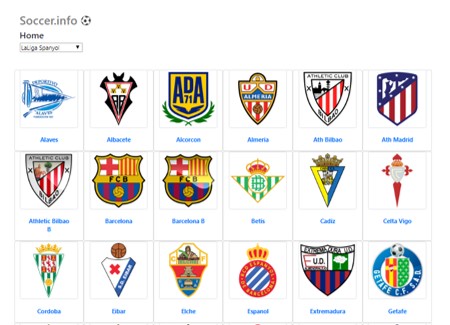 Soccer.info
Home
LaLiga Spanyol
Alaves
Albacete
Alcorcon
Almeria
Ath Bilbao
Ath Madrid
Athletic Bilbao
B
Barcelona
Barcelona B
Betis
Cadiz
Celta Vigo
Cordoba
Eibar
Elche
Espanol
Extremadura
Getafe